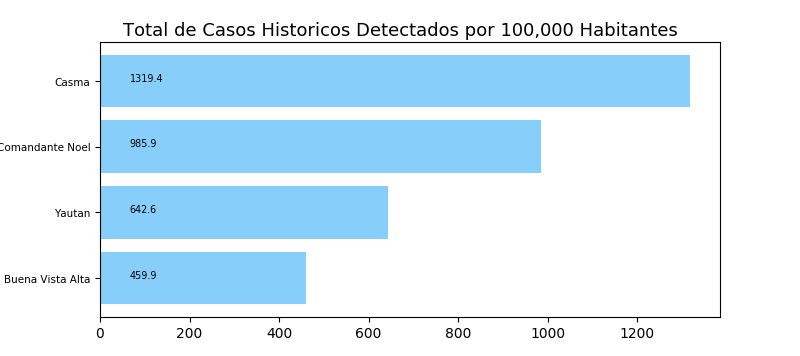 Total de Casos Historicos Detectados por 100,000 Habitantes
Casma
1319.4
Comandante Noel
985.9
Yautan
642.6
Buena Vista Alta
459.9
0 200 400 600 800 1000 1200